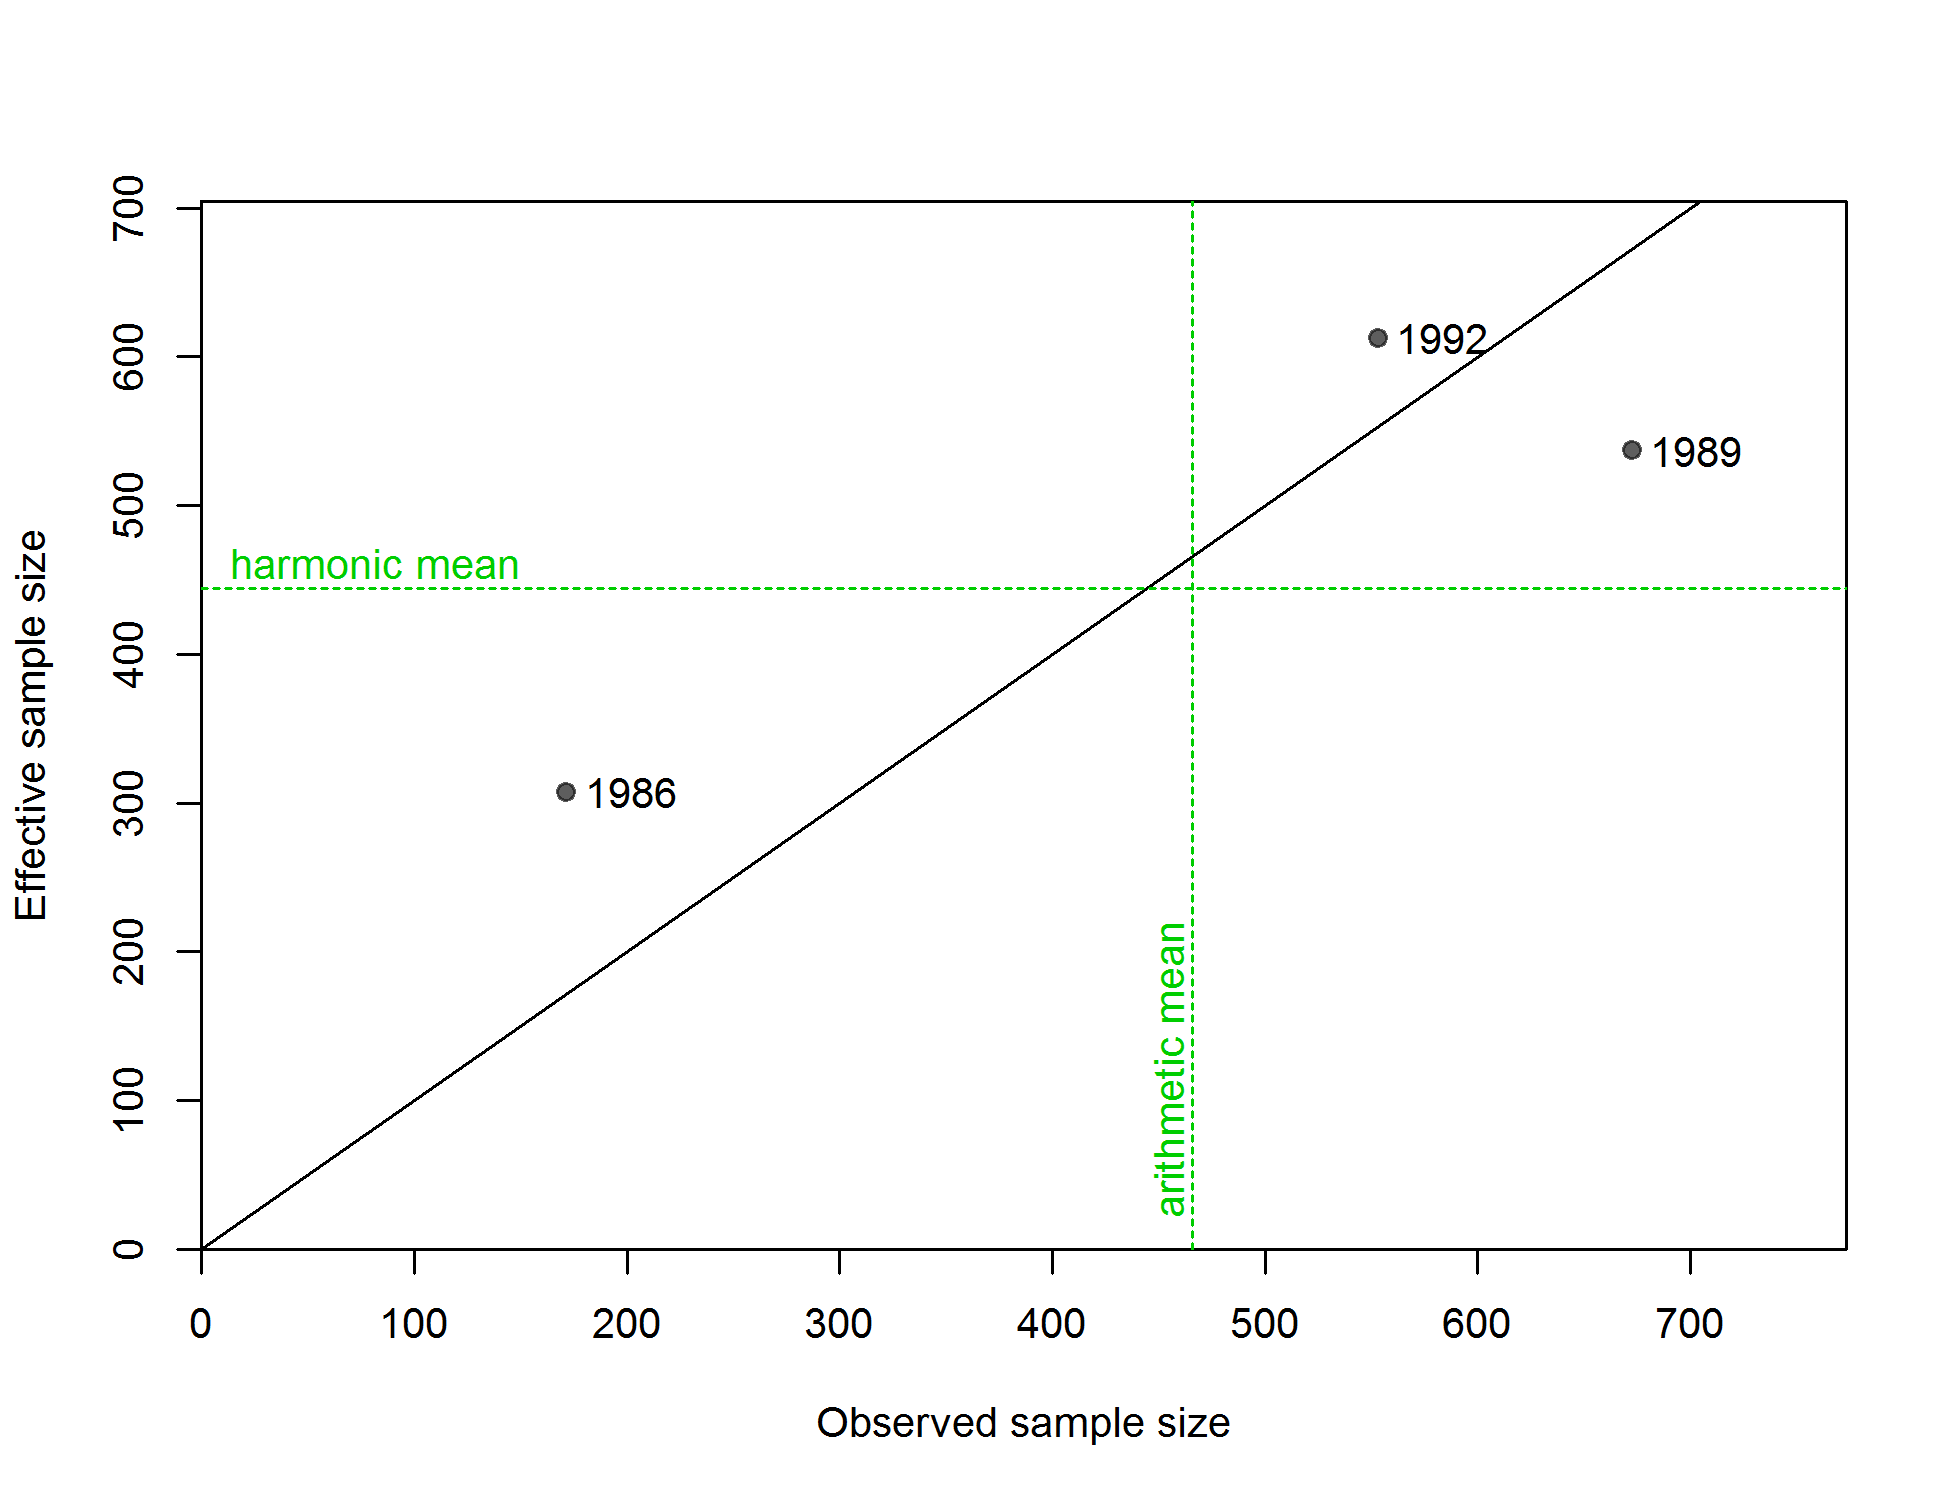 Effective sample size
700
600
500
400
300
200
100
0
1992
1989
harmonic mean
1986
arithmetic mean
0 100 200 300 400 500 600 700
Observed sample size